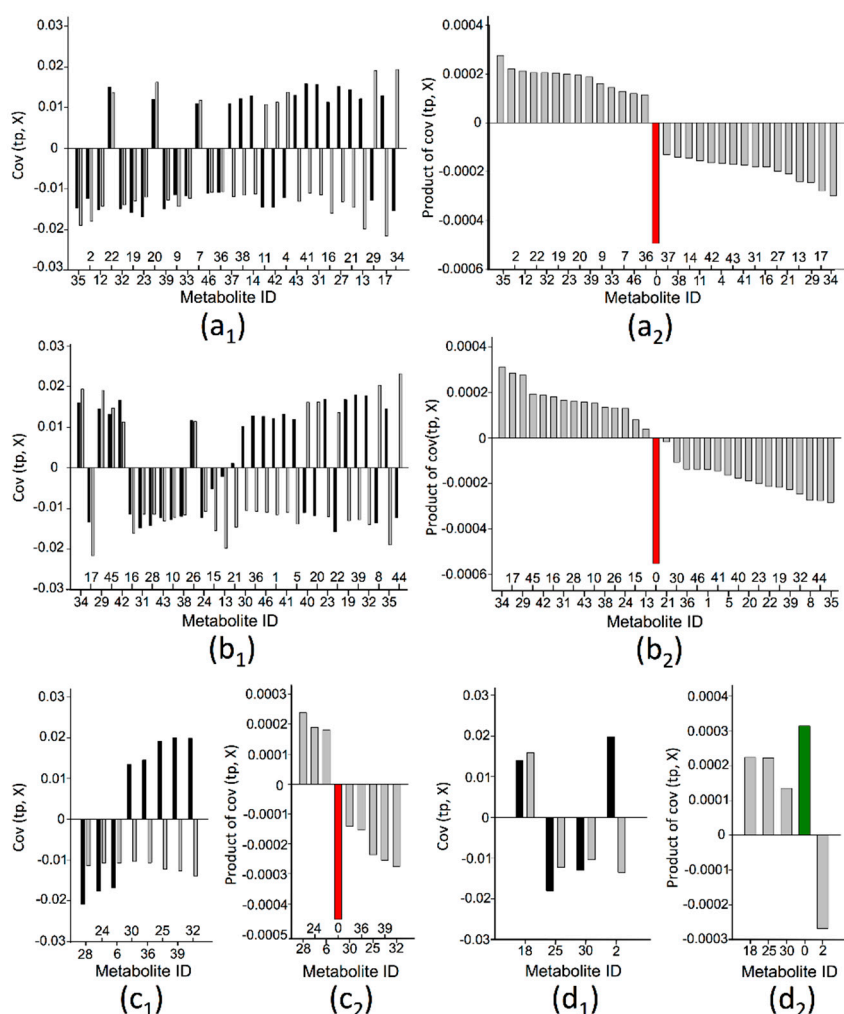 0.03
0.02
0.01
0
-0.01
-0.02
-0.03
Cov (tp, X)
2 22 19 20 9 7 36 38 11 4 41 16 21 29 34
35 12 32 23 39 33 46 37 14 42 43 31 27 13 17
Metabolite ID
(a1)
0.0004
0.0002
0
-0.0002
-0.0004
-0.0006
Product of cov (tp, X)
2 22 19 20 9 7 36 37 14 42 43 31 27 13 17
35 12 32 23 39 33 46 0 38 11 4 41 16 21 29 34
Metabolite ID
(a2)
0.03
0.02
0.01
0
-0.01
-0.02
-0.03
Cov (tp, X)
17 45 16 28 10 26 15 21 36 1 5 20 22 39 8 44
34 29 42 31 43 38 24 13 30 46 41 40 23 19 32 35
Metabolite ID
(b1)
0.0004
0.0002
0
-0.0002
-0.0004
-0.0006
Product of cov(tp, X)
17 45 16 28 10 26 15 0 30 46 41 40 23 19 32 44
34 29 42 31 43 38 24 13 21 36 1 5 20 22 39 8 35
Metabolite ID
(b2)
0.03
0.02
0.01
0
-0.01
-0.02
-0.03
Cov (tp, X)
24 30 25 32
28 6 36 39
Metabolite ID
(c1)
0.0003
0.0002
0.0001
0
-0.0001
-0.0002
-0.0003
-0.0004
-0.0005
Product of cov (tp, X)
24 0 36 39
28 6 30 25 32
Metabolite ID
(c2)
0.03
0.02
0.01
0
-0.01
-0.02
-0.03
Cov (tp, X)
18 25 30 2
Metabolite ID
(d1)
0.0004
0.0003
0.0002
0.0001
0
-0.0001
-0.0002
-0.0003
Product of cov (tp, X)
18 25 30 0 2
Metabolite ID
(d2)